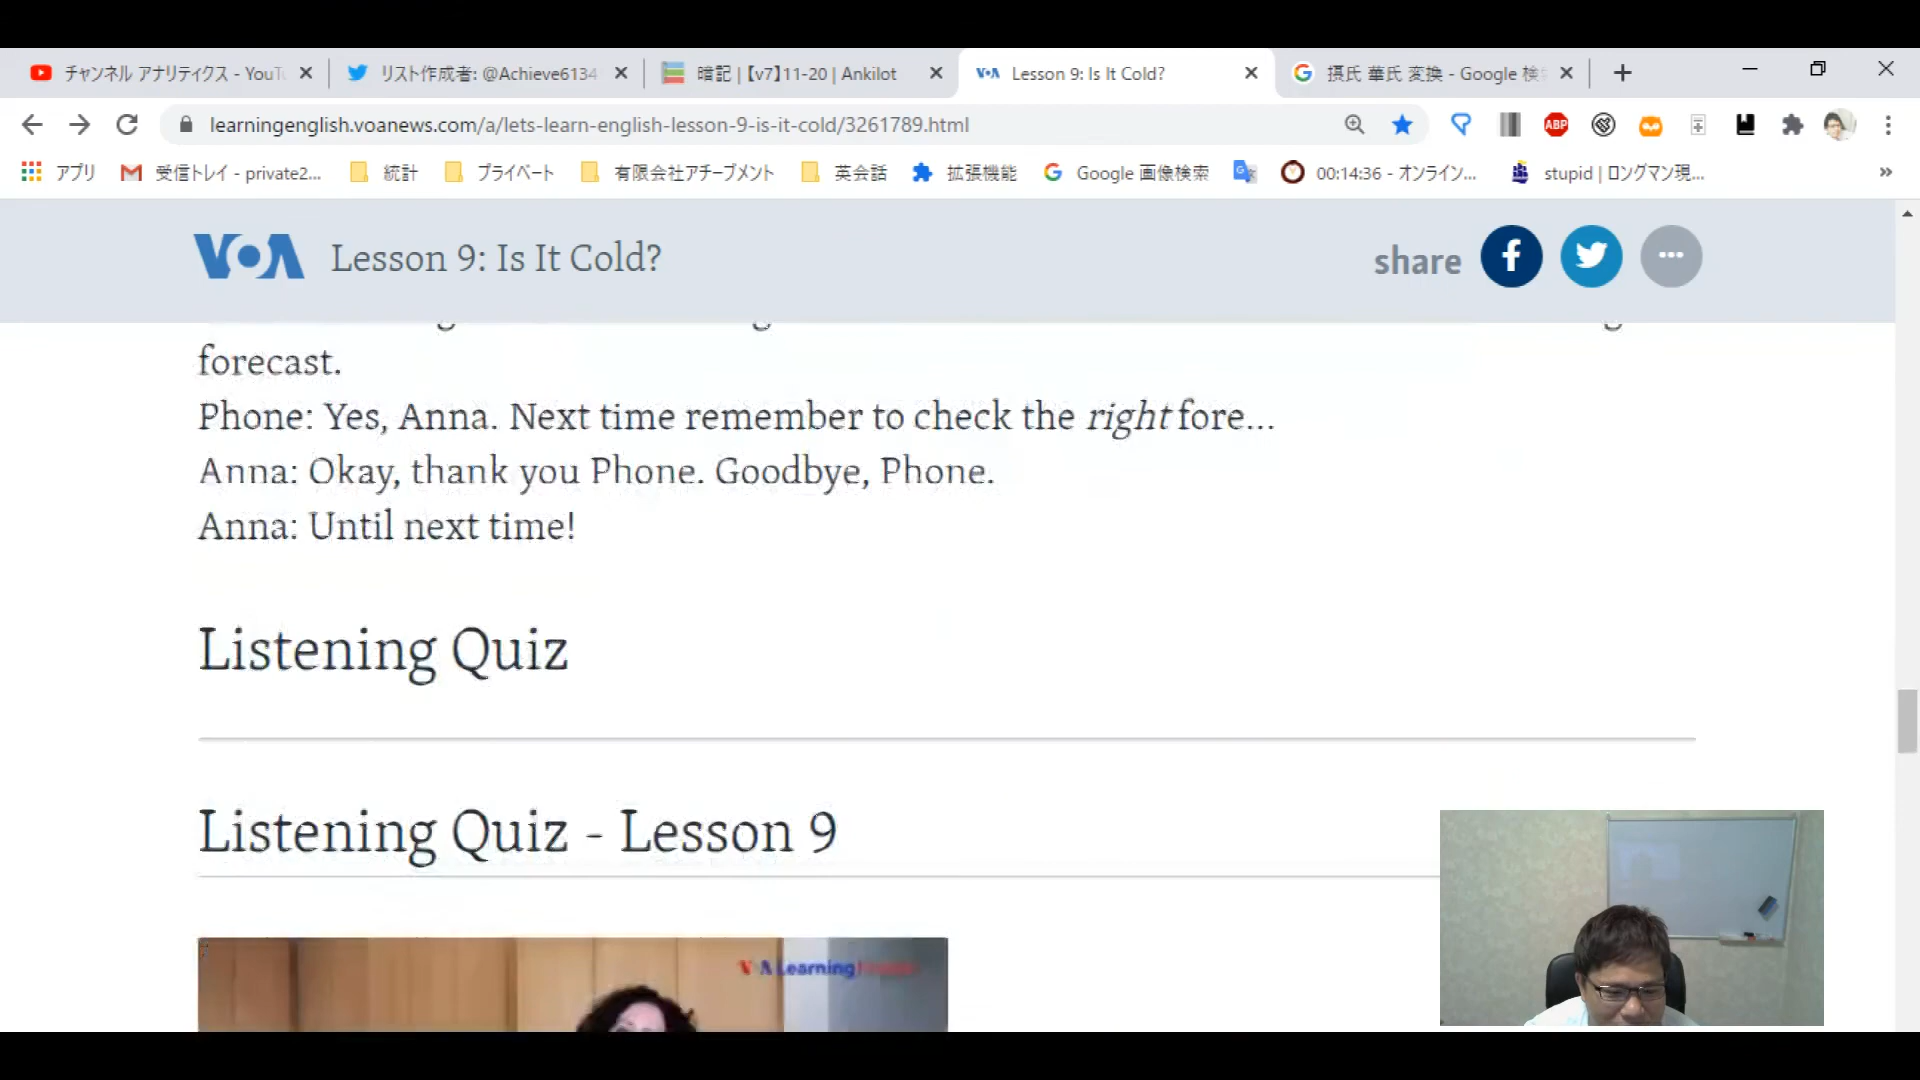 チャンネル アナリティクス - YouTu
リスト作成者: @Achieve6134
暗記 |【v7】11-20 | Ankilot
VOA Lesson 9: Is It Cold?
摂氏 華氏 変換 - Google 検索
learningenglish.voanews.com/a/lets-learn-english-lesson-9-is-it-cold/3261789.html
ABP
アプリ
受信トレイ - private2...
統計
プライベート
有限会社アチーブメント
英会話
拡張機能
Google 画像検索
00:14:36 - オンライン...
stupid | ロングマン現...
VOA Lesson 9: Is It Cold?
share
forecast.
Phone: Yes, Anna. Next time remember to check the right fore...
Anna: Okay, thank you Phone. Goodbye, Phone.
Anna: Until next time!
Listening Quiz
Listening Quiz - Lesson 9
VOA Learning